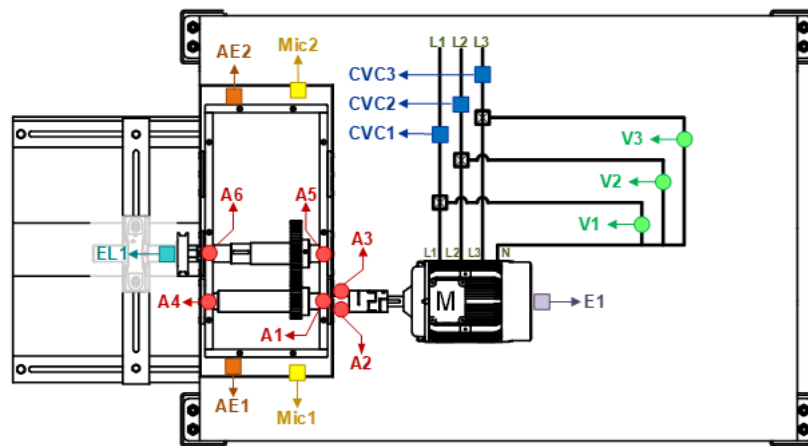 L1 L2 L3
Mic2
AE2
CVC3
CVC2
CVC1
V3
V2
V1
A6
A5
A3
EL1
L1 L2 L3 N
A4
M
E1
A1
A2
AE1
Mic1